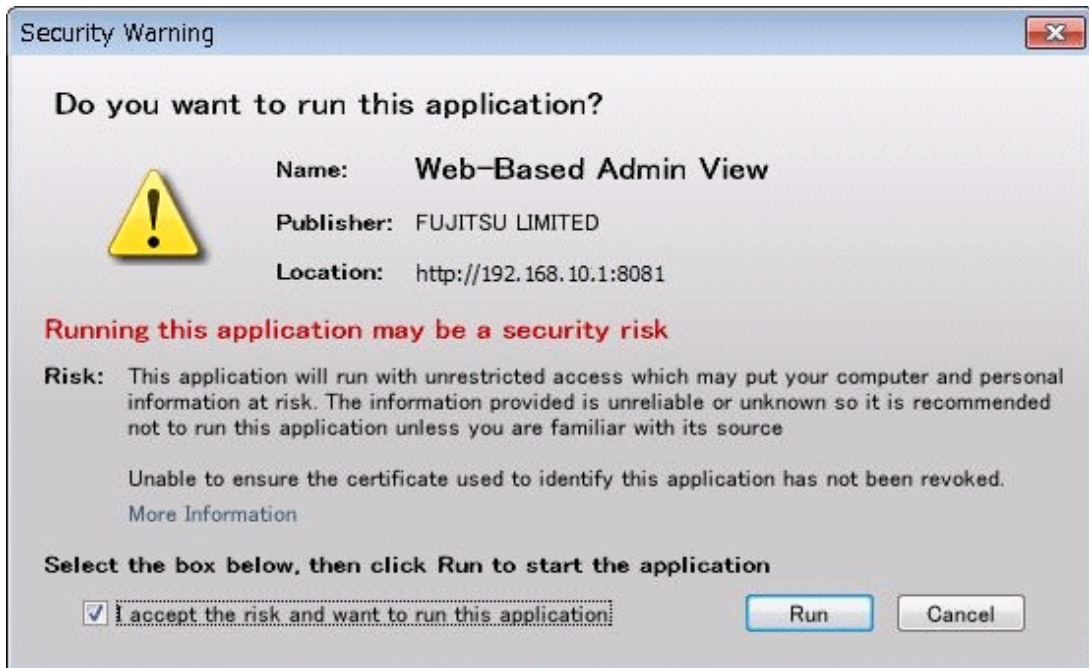 Security Warning
Do you want to run this application?
Name: Web-Based Admin View
Publisher: FUJITSU LIMITED
Location: http://192.168.10.1:8081
Running this application may be a security risk
Risk: This application will run with unrestricted access which may put your computer and personal
information at risk. The information provided is unreliable or unknown so it is recommended
not to run this application unless you are familiar with its source
Unable to ensure the certificate used to identify this application has not been revoked.
More Information
Select the box below, then click Run to start the application
I accept the risk and want to run this application
Run Cancel